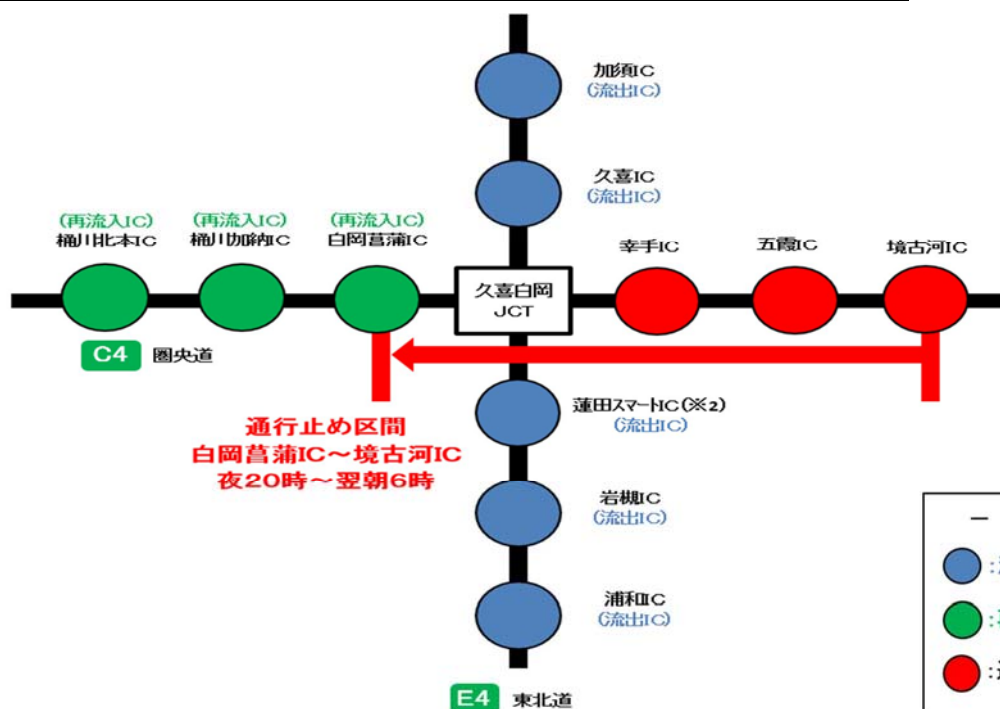 加須IC
(流出IC)
久喜IC
(流出IC)
(再流入IC)
桶川北本IC
(再流入IC)
桶川加納IC
(再流入IC)
白岡菖蒲IC
久喜白岡
JCT
幸手IC
五霞IC
境古河IC
C4 圏央道
通行止め区間
白岡菖蒲IC～境古河IC
夜20時～翌朝6時
蓮田スマートIC(※2)
(流出IC)
岩槻IC
(流出IC)
浦和IC
(流出IC)
E4 東北道